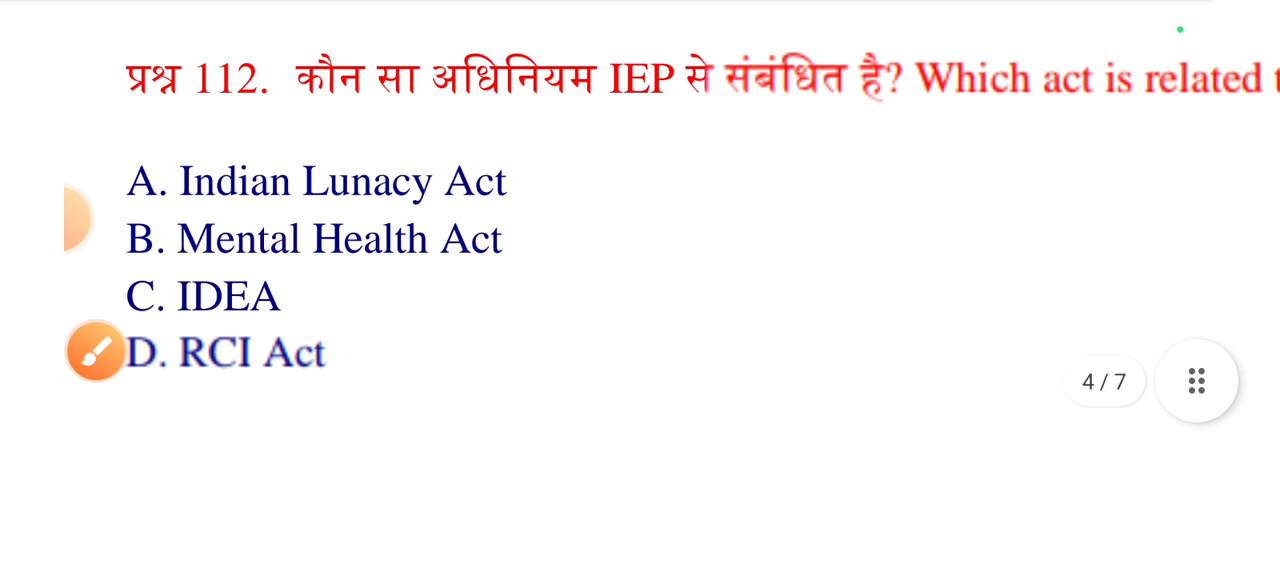 प्रश्न 112. कौन सा अधिनियम IEP से संबंधित है? Which act is related
A. Indian Lunacy Act
B. Mental Health Act
C. IDEA
D. RCI Act
4 / 7